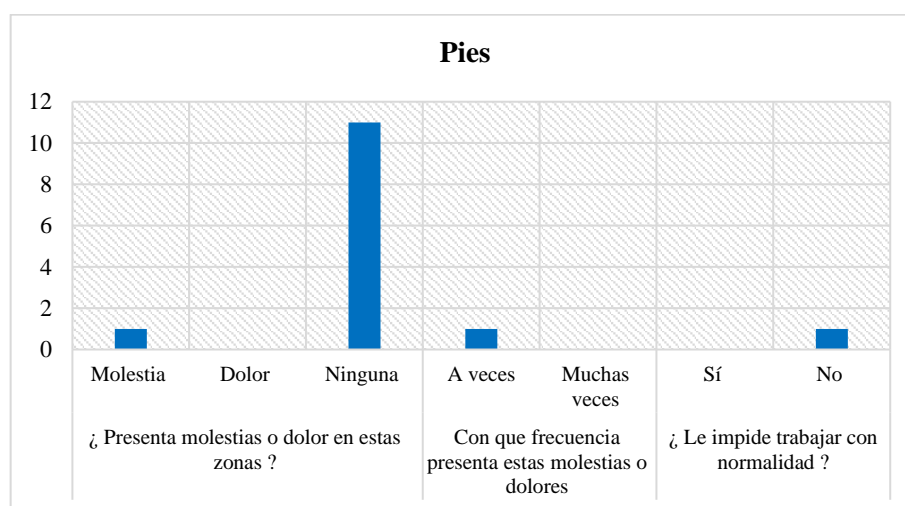 Pies
12
10
8
6
4
2
0
Molestia Dolor Ninguna A veces Muchas veces Sí No
¿ Presenta molestias o dolor en estas
zonas ?
Con que frecuencia
presenta estas molestias o
dolores
¿ Le impide trabajar con
normalidad ?